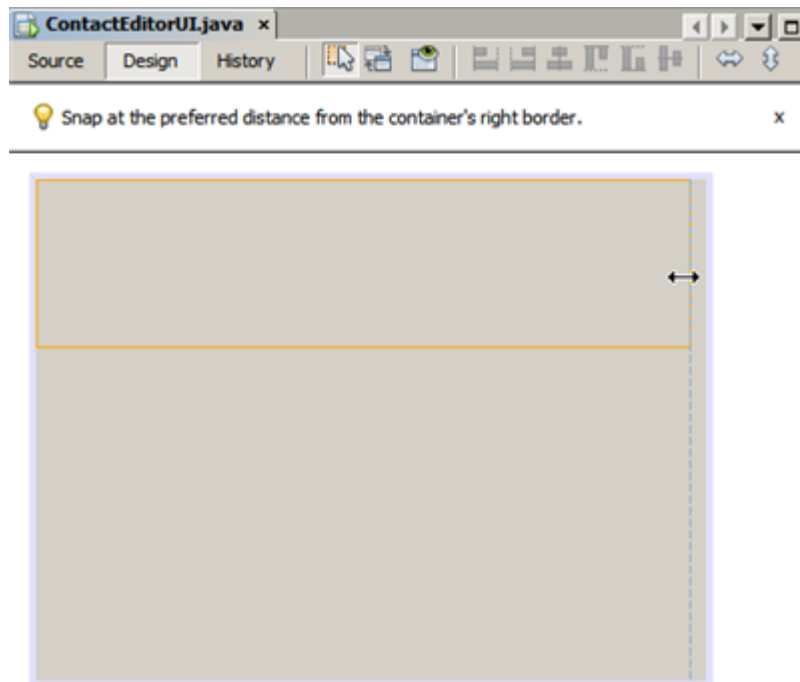 ContactEditorUI.java x
Source Design History
Snap at the preferred distance from the container's right border. x